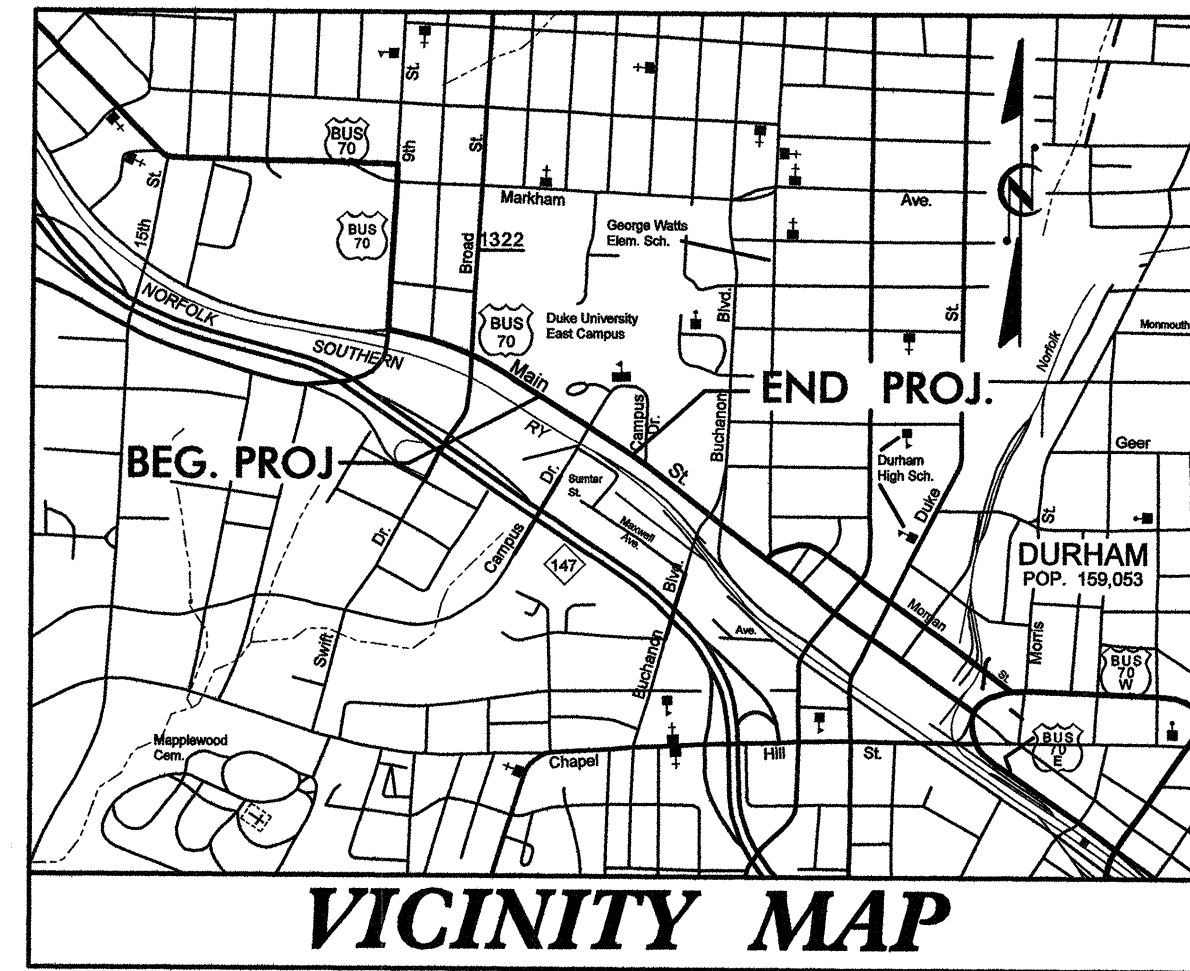 St.
BUS
70
9th
St.
15th
St.
Markham
Ave.
BUS
70
George Watts
Elem. Sch.
Broad
1322
NORFOLK
SOUTHERN
RY
BUS
70
Duke University
East Campus
Blvd.
St.
Norfolk
Monmouth
Main
St.
Campus
Dr.
Buchanan
END PROJ.
BEG. PROJ
Geer
Durham
High Sch.
Duke
Sumter
St.
Dr.
Campus
Maxwell
Ave.
St.
Dr.
147
DURHAM
POP. 159,053
Blvd.
Ave.
Morgan
St.
Morris
Swift
Buchanan
BUS
70
W
BUS
70
E
Mapplewood
Cem.
Chapel
Hill
St.
VICINITY MAP